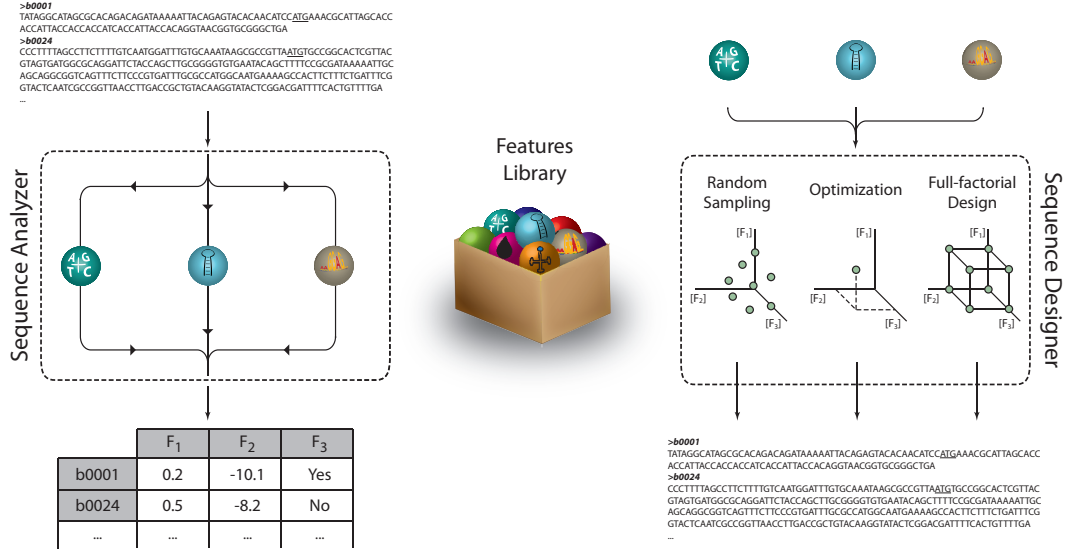 >b0001
TATAGGCATAGCGCACAGACAGATAAAAATTACAGAGTACACAACATCCATGAAACGCATTAGCACC
ACCATTACCACCACCATCACCATTACCACAGGTAACGGTGCGGGCTGA
>b0024
CCCTTTTAGCCTTCTTTTGTCAATGGATTTGTGCAAATAAGCGCCGTTAATGTGCCGGCACTCGTTAC
GTAGTGATGGCGCAGGATTCTACCAGCTTGCGGGGTGTGAATACAGCTTTTCCGCGATAAAAATTGC
AGCAGGCGGTCAGTTTCTTCCCGTGATTTGCGCCATGGCAATGAAAAGCCACTTCTTTCTGATTTCG
GTACTCAATCGCCGGTTAACCTTGACCGCTGTACAAGGTATACTCGGACGATTTTCACTGTTTTGA
...
Sequence Analyzer
A G
T C
F1 F2 F3
b0001 0.2 -10.1 Yes
b0024 0.5 -8.2 No
... ... ... ...
Features
Library
A G
T C
A G
T C
Sequence Designer
Random
Sampling
Optimization
Full-factorial
Design
[F1] [F1] [F1]
[F2] [F2] [F2]
[F3] [F3] [F3]
>b0001
TATAGGCATAGCGCACAGACAGATAAAAATTACAGAGTACACAACATCCATGAAACGCATTAGCACC
ACCATTACCACCACCATCACCATTACCACAGGTAACGGTGCGGGCTGA
>b0024
CCCTTTTAGCCTTCTTTTGTCAATGGATTTGTGCAAATAAGCGCCGTTAATGTGCCGGCACTCGTTAC
GTAGTGATGGCGCAGGATTCTACCAGCTTGCGGGGTGTGAATACAGCTTTTCCGCGATAAAAATTGC
AGCAGGCGGTCAGTTTCTTCCCGTGATTTGCGCCATGGCAATGAAAAGCCACTTCTTTCTGATTTCG
GTACTCAATCGCCGGTTAACCTTGACCGCTGTACAAGGTATACTCGGACGATTTTCACTGTTTTGA
...